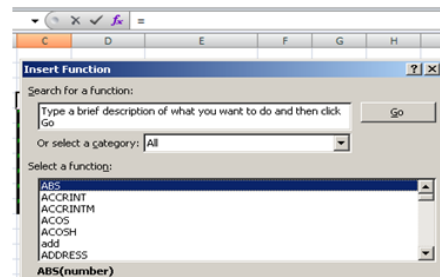 fx =
C D E F G H
Insert Function ? X
Search for a function:
Type a brief description of what you want to do and then click
Go
Go
Or select a category: All
Select a function:
ABS
ACCRINT
ACCRINTM
ACOS
ACOSH
add
ADDRESS
ABS(number)